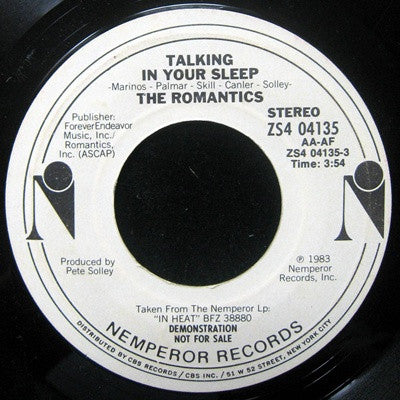 TALKING
IN YOUR SLEEP
-Marinos - Palmar - Skill - Canler - Solley-
THE ROMANTICS
Publisher:
ForeverEndeavor
Music, Inc./
Romantics,
Inc. (ASCAP)
STEREO
ZS4 04135
AA-AF
ZS4 04135-3
Time: 3:54
Produced by
Pete Solley
℗ 1983
Nemperor
Records, Inc.
Taken From The Nemperor Lp:
"IN HEAT" BFZ 38880
DEMONSTRATION
NOT FOR SALE
NEMPEROR RECORDS
DISTRIBUTED BY CBS RECORDS / CBS INC. / 51 W 52 STREET, NEW YORK CITY